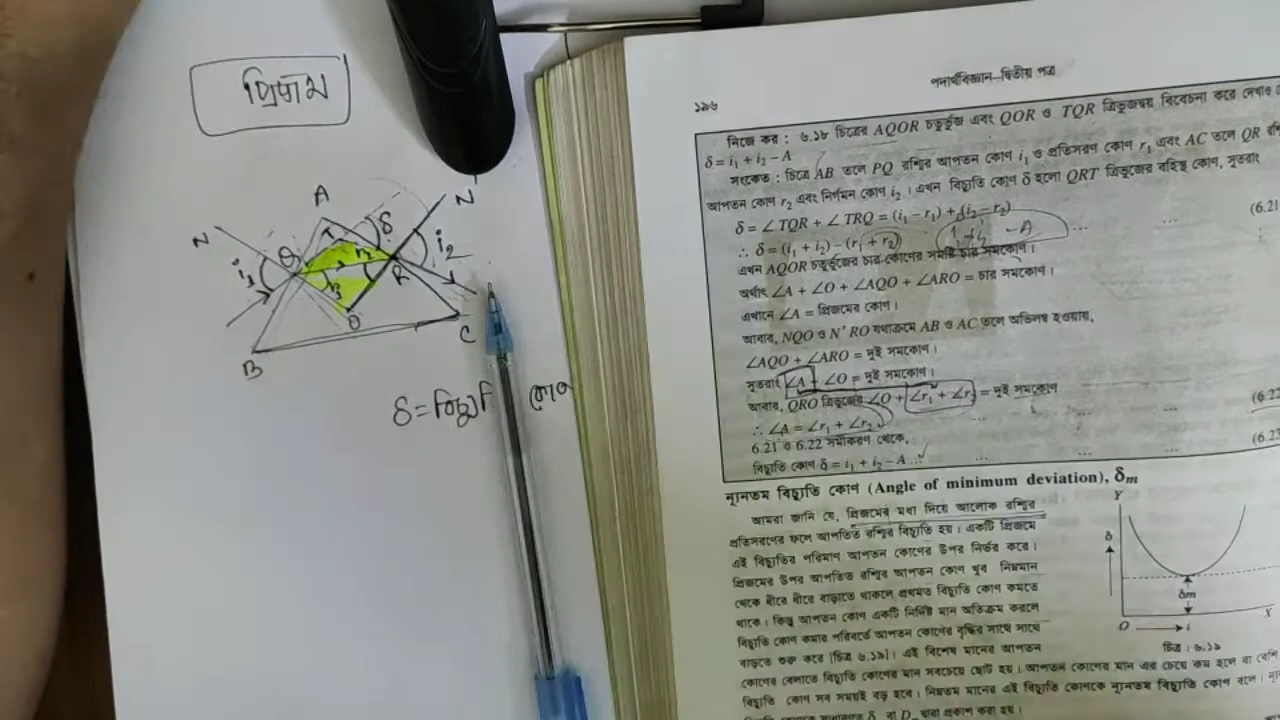 প্রিজম
A
N
N
δ
i₁
Q
T
r₂
i₂
R
r₁
O
B
C
δ = বিচ্যুতি কোণ
পদার্থবিজ্ঞান–দ্বিতীয় পত্র
১৯৬
নিজে কর : ৬.১৮ চিত্রের AQOR চতুর্ভুজ এবং QOR ও TQR ত্রিভুজদ্বয় বিবেচনা করে দেখাও
δ = i₁ + i₂ – A
সংকেত : চিত্রে AB তলে PQ রশ্মির আপতন কোণ i₁ ও প্রতিসরণ কোণ r₁ এবং AC তলে QR
আপতন কোণ r₂ এবং নির্গমন কোণ i₂ । এখন বিচ্যুতি কোণ δ হলো QRT ত্রিভুজের বহিস্থ কোণ, সুতরাং
δ = ∠TQR + ∠TRQ = (i₁ – r₁) + (i₂ – r₂)
... (6.21
∴ δ = (i₁ + i₂) – (r₁ + r₂) –A
এখন AQOR চতুর্ভুজের চার কোণের সমষ্টি চার সমকোণ।
অর্থাৎ ∠A + ∠O + ∠AQO + ∠ARO = চার সমকোণ।
এখানে ∠A = প্রিজমের কোণ।
আবার, NQO ও N′RO যথাক্রমে AB ও AC তলে অভিলম্ব হওয়ায়,
∠AQO + ∠ARO = দুই সমকোণ।
সুতরাং ∠A + ∠O = দুই সমকোণ।
আবার, QRO ত্রিভুজের ∠O + ∠r₁ + ∠r₂ = দুই সমকোণ
∴ ∠A = ∠r₁ + ∠r₂ ... ... (6.22
6.21 ও 6.22 সমীকরণ থেকে,
বিচ্যুতি কোণ δ = i₁ + i₂ – A ... ... ... (6.23
ন্যূনতম বিচ্যুতি কোণ (Angle of minimum deviation), δm
আমরা জানি যে, প্রিজমের মধ্য দিয়ে আলোক রশ্মির
প্রতিসরণের ফলে আপতিত রশ্মির বিচ্যুতি হয়। একটি প্রিজমে
এই বিচ্যুতির পরিমাণ আপতন কোণের উপর নির্ভর করে।
প্রিজমের উপর আপতিত রশ্মির আপতন কোণ খুব নিম্নমান
থেকে ধীরে ধীরে বাড়াতে থাকলে প্রথমত বিচ্যুতি কোণ কমতে
থাকে। কিন্তু আপতন কোণ একটি নির্দিষ্ট মান অতিক্রম করলে
বিচ্যুতি কোণ কমার পরিবর্তে আপতন কোণের বৃদ্ধির সাথে সাথে
বাড়তে শুরু করে [চিত্র ৬.১৯]। এই বিশেষ মানের আপতন
Y
δ
δm
O
i
X
চিত্র : ৬.১৯
কোণের বেলাতে বিচ্যুতি কোণের মান সবচেয়ে ছোট হয়। আপতন কোণের মান এর চেয়ে কম হলে বা বেশি
বিচ্যুতি কোণ সব সময়ই বড় হবে। নিম্নতম মানের এই বিচ্যুতি কোণকে ন্যূনতম বিচ্যুতি কোণ বলে।
δ বা D দ্বারা প্রকাশ করা হয়।